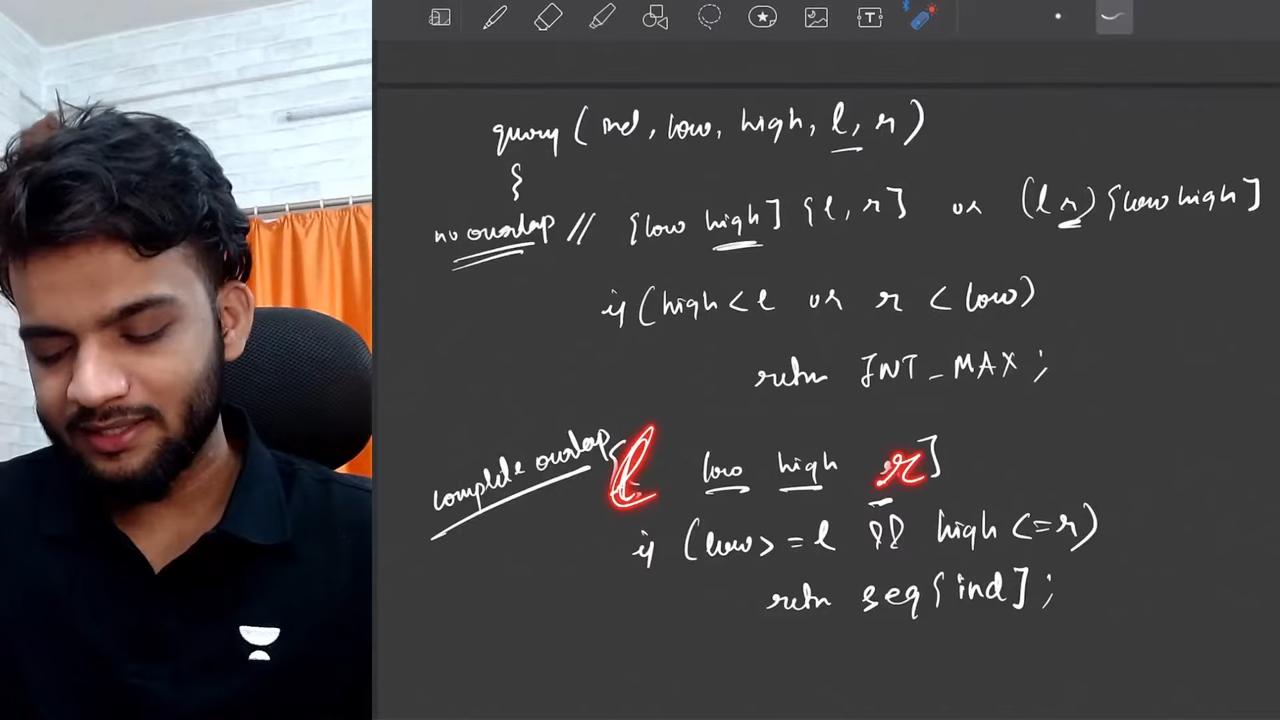 query (ind, low, high, l, r)
{
no overlap // [low high] [l, r] or (l r) [low high]
if (high < l or r < low)
return INT_MAX;
complete overlap [l low high r]
if (low >= l && high <= r)
return seg[ind];